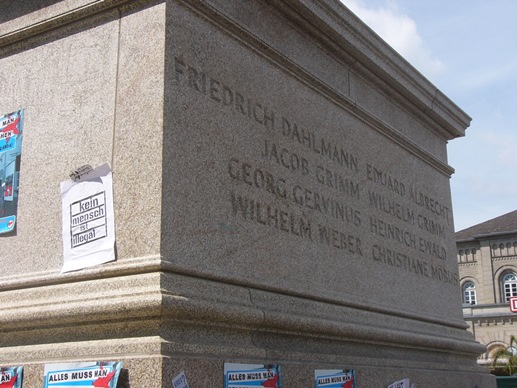 FRIEDRICH DAHLMANN EDUARD ALBRECHT
JACOB GRIMM WILHELM GRIMM
GEORG GERVINUS HEINRICH EWALD
WILHELM WEBER CHRISTIANE MORA
kein
mensch
ist
illegal
ALLES MUSS MAN
ALLES MUSS MAN
ALLES MUSS MAN